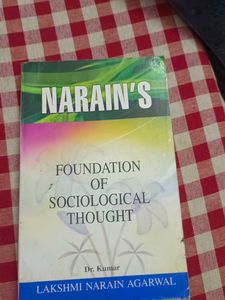 NARAIN'S
FOUNDATION
OF
SOCIOLOGICAL
THOUGHT
Dr. Kumar
LAKSHMI NARAIN AGARWAL